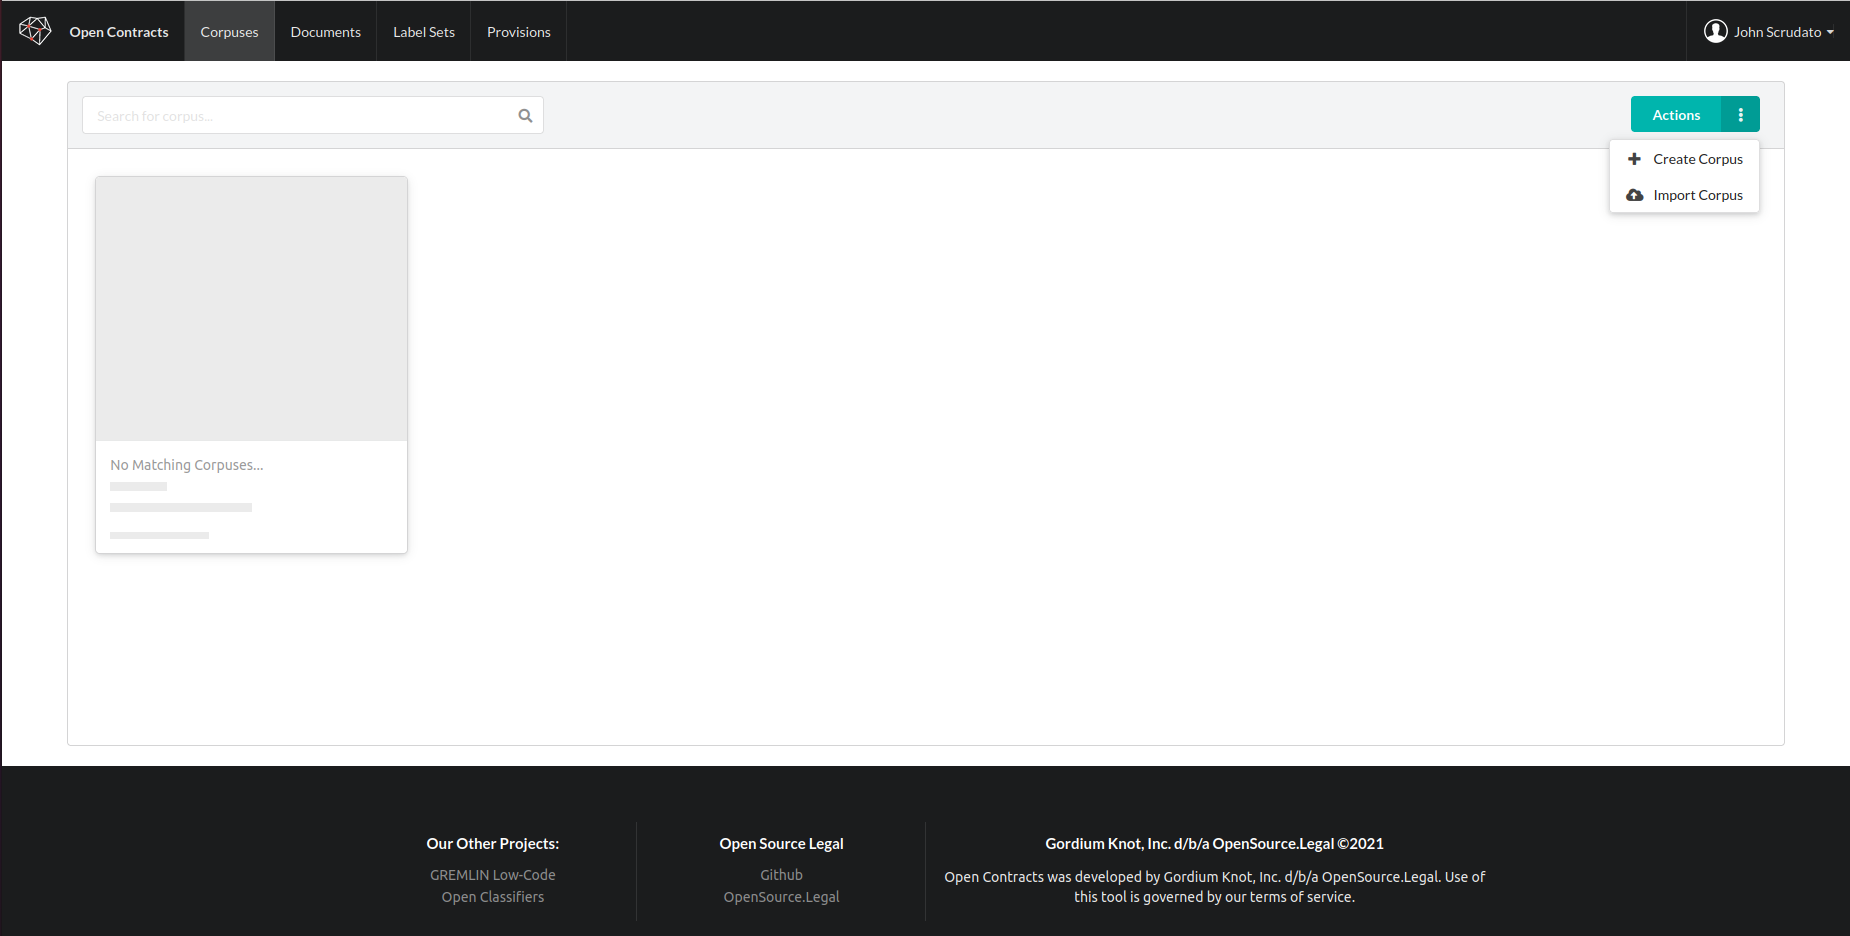 Open Contracts
Corpuses
Documents
Label Sets
Provisions
John Scrudato
Search for corpus...
Actions
Create Corpus
Import Corpus
No Matching Corpuses...
Our Other Projects:
GREMLIN Low-Code
Open Classifiers
Open Source Legal
Github
OpenSource.Legal
Gordium Knot, Inc. d/b/a OpenSource.Legal ©2021
Open Contracts was developed by Gordium Knot, Inc. d/b/a OpenSource.Legal. Use of
this tool is governed by our terms of service.